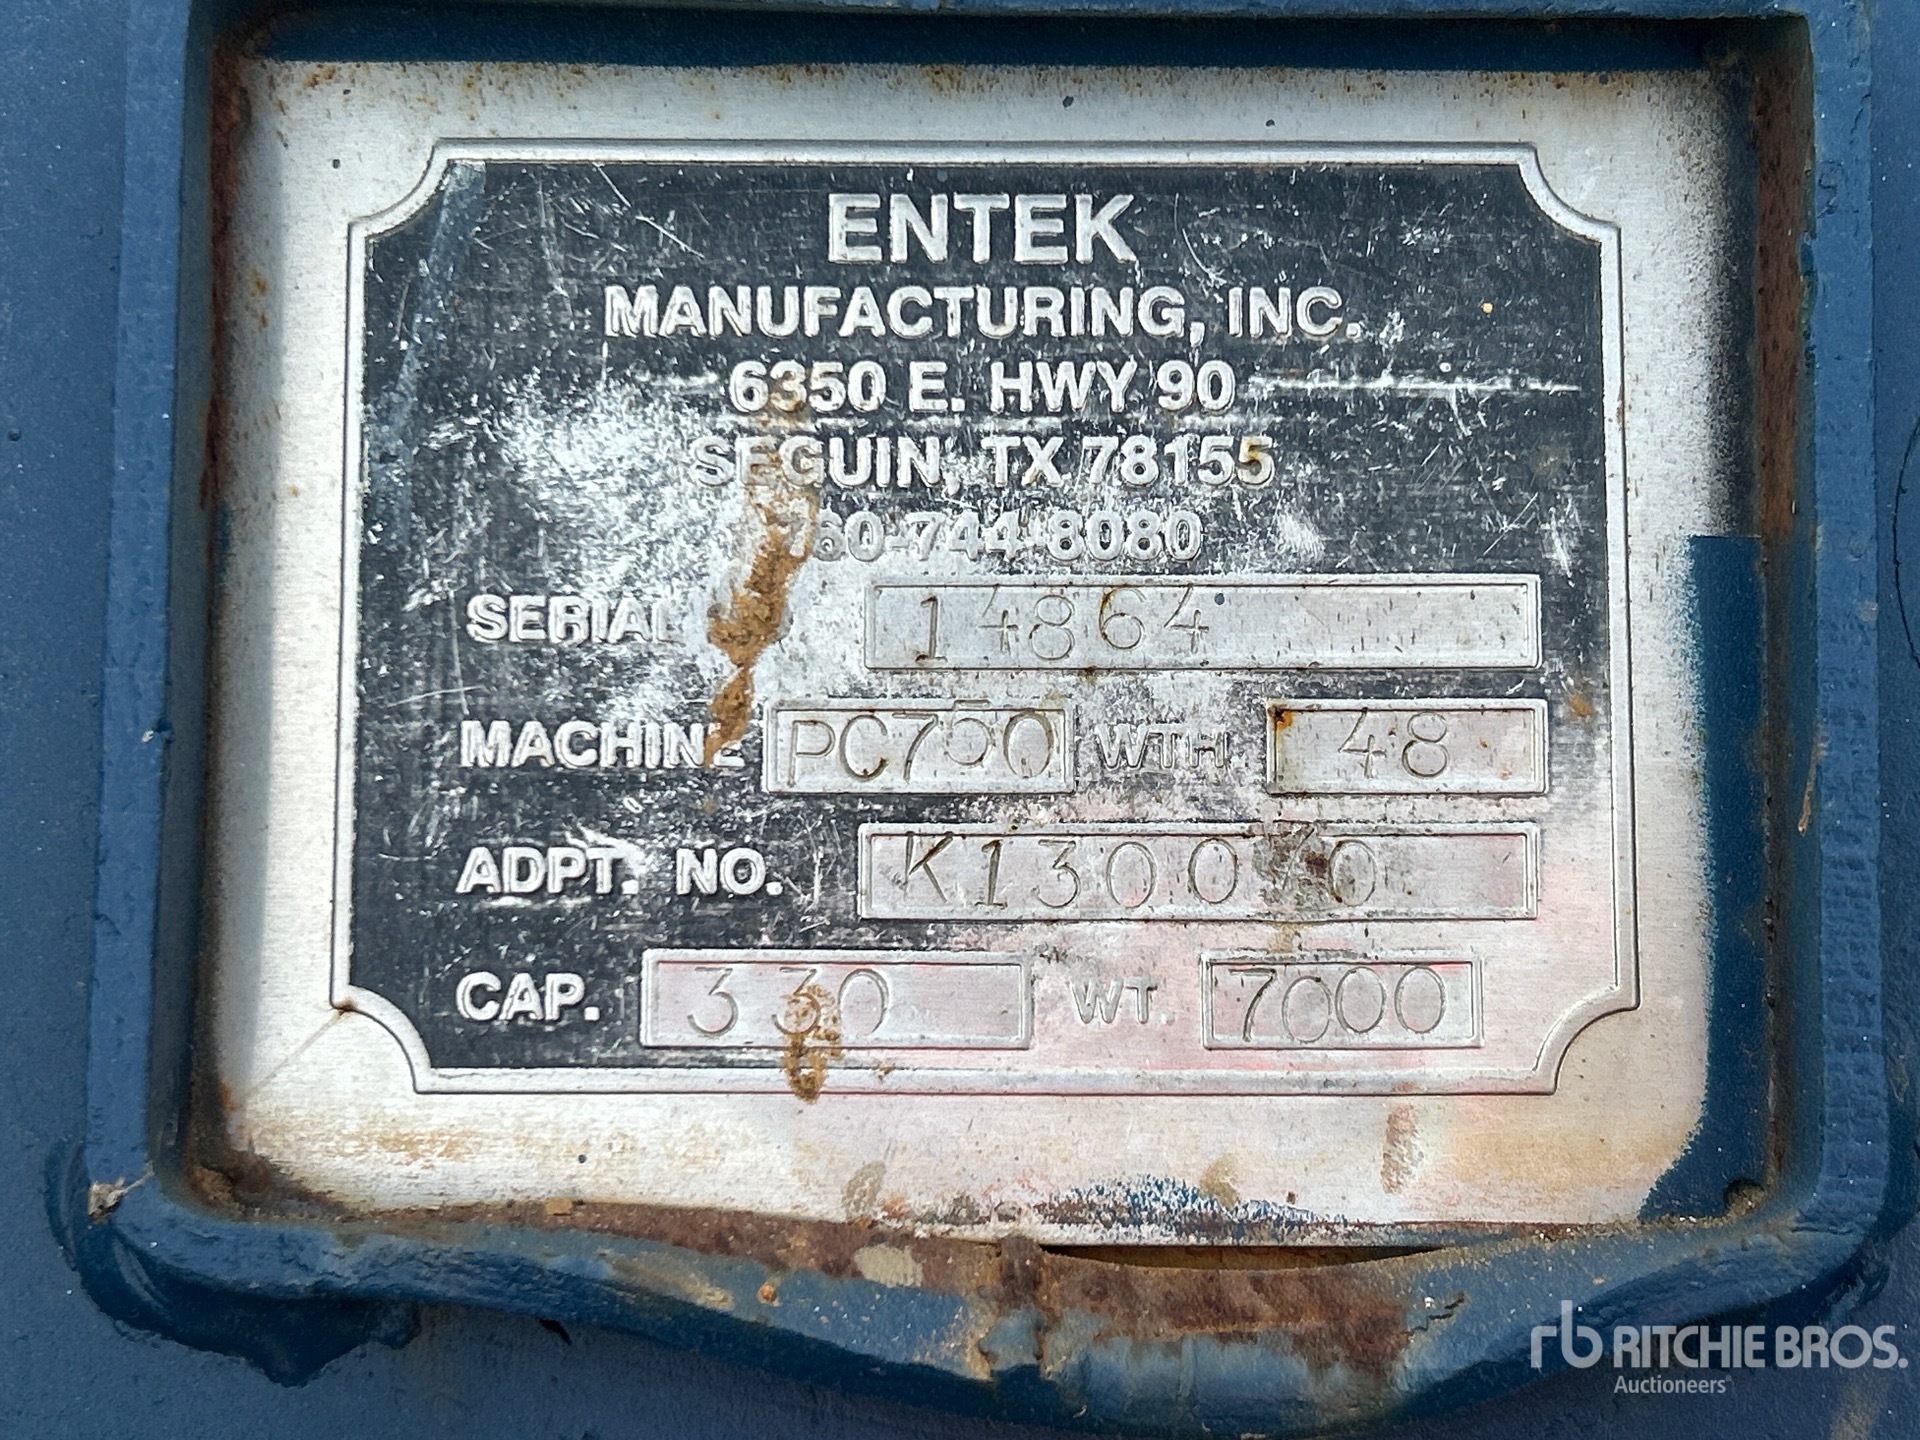 ENTEK
MANUFACTURING, INC.
6350 E. HWY 90
SEGUIN, TX 78155
SERIAL 14864
MACHINE PC750 WTH 48
ADPT. NO.
CAP. 330 WT. 7000
rb RITCHIE BROS.
Auctioneers